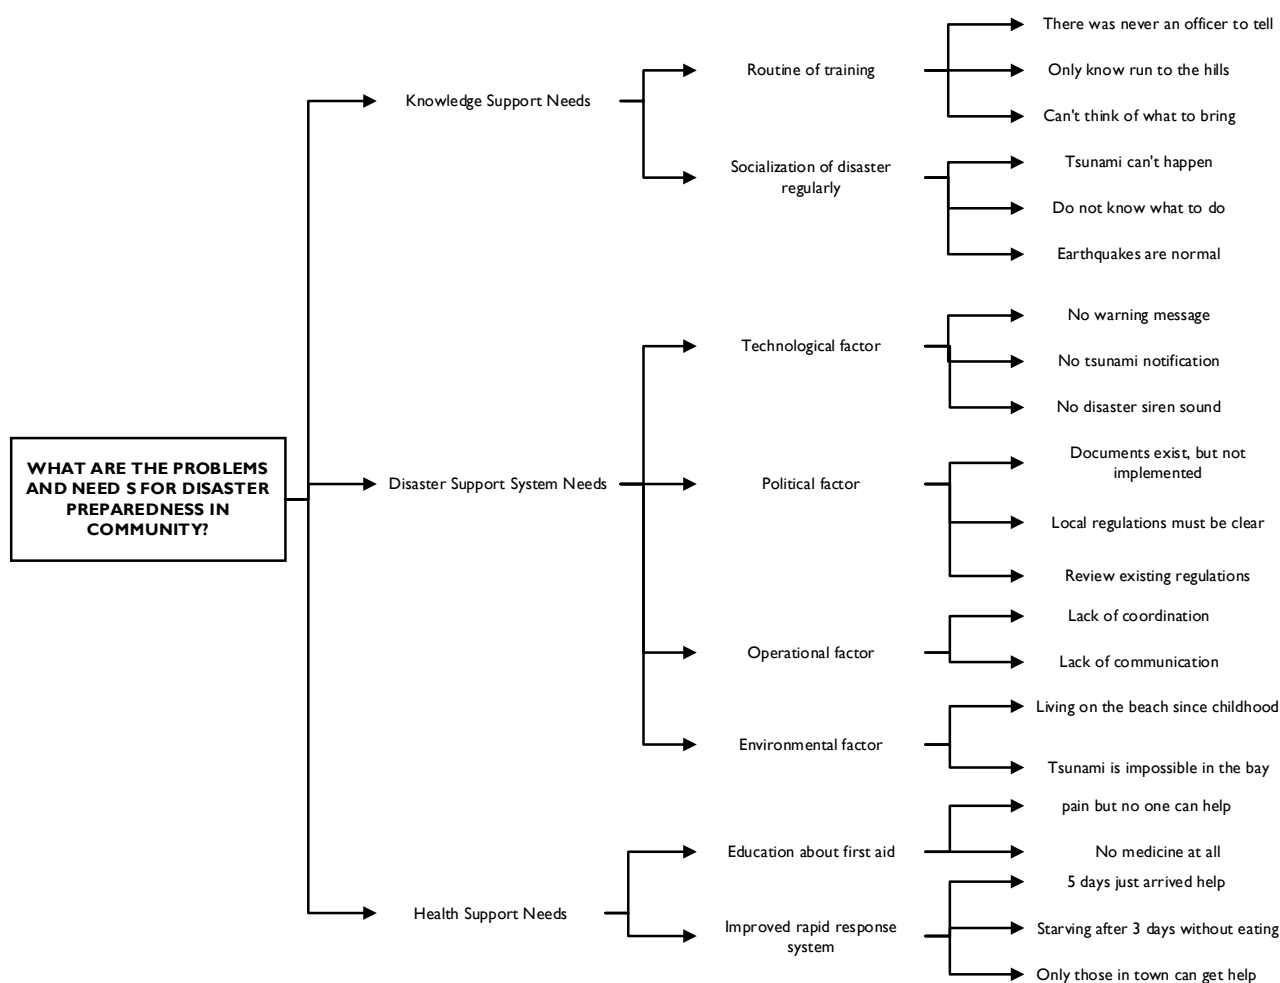 WHAT ARE THE PROBLEMS
AND NEED S FOR DISASTER
PREPAREDNESS IN
COMMUNITY?
Knowledge Support Needs
Routine of training
There was never an officer to tell
Only know run to the hills
Can't think of what to bring
Socialization of disaster
regularly
Tsunami can't happen
Do not know what to do
Earthquakes are normal
Disaster Support System Needs
Technological factor
No warning message
No tsunami notification
No disaster siren sound
Political factor
Documents exist, but not
implemented
Local regulations must be clear
Review existing regulations
Operational factor
Lack of coordination
Lack of communication
Environmental factor
Living on the beach since childhood
Tsunami is impossible in the bay
Health Support Needs
Education about first aid
pain but no one can help
No medicine at all
Improved rapid response
system
5 days just arrived help
Starving after 3 days without eating
Only those in town can get help